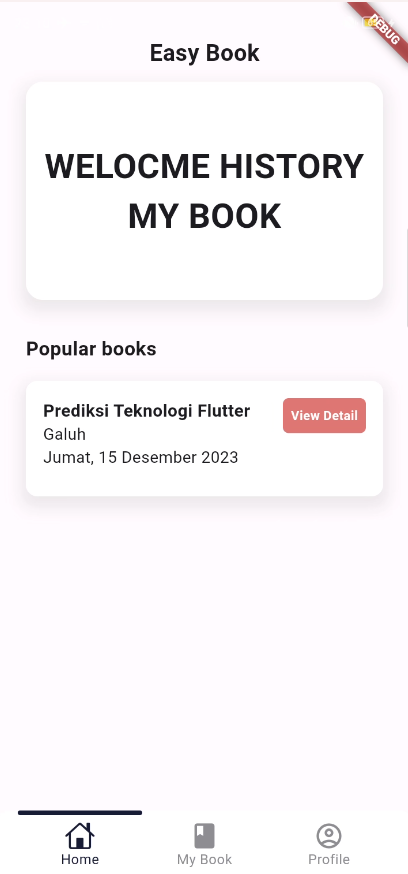 DEBUG
Easy Book
WELOCME HISTORY
MY BOOK
Popular books
Prediksi Teknologi Flutter
View Detail
Galuh
Jumat, 15 Desember 2023
Home
My Book
Profile